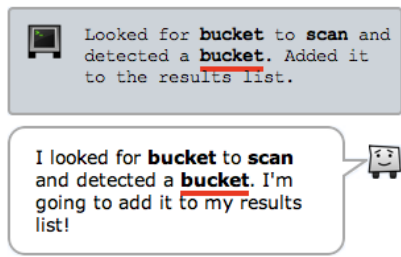 Looked for bucket to scan and
detected a bucket. Added it
to the results list.
I looked for bucket to scan
and detected a bucket. I'm
going to add it to my results
list!